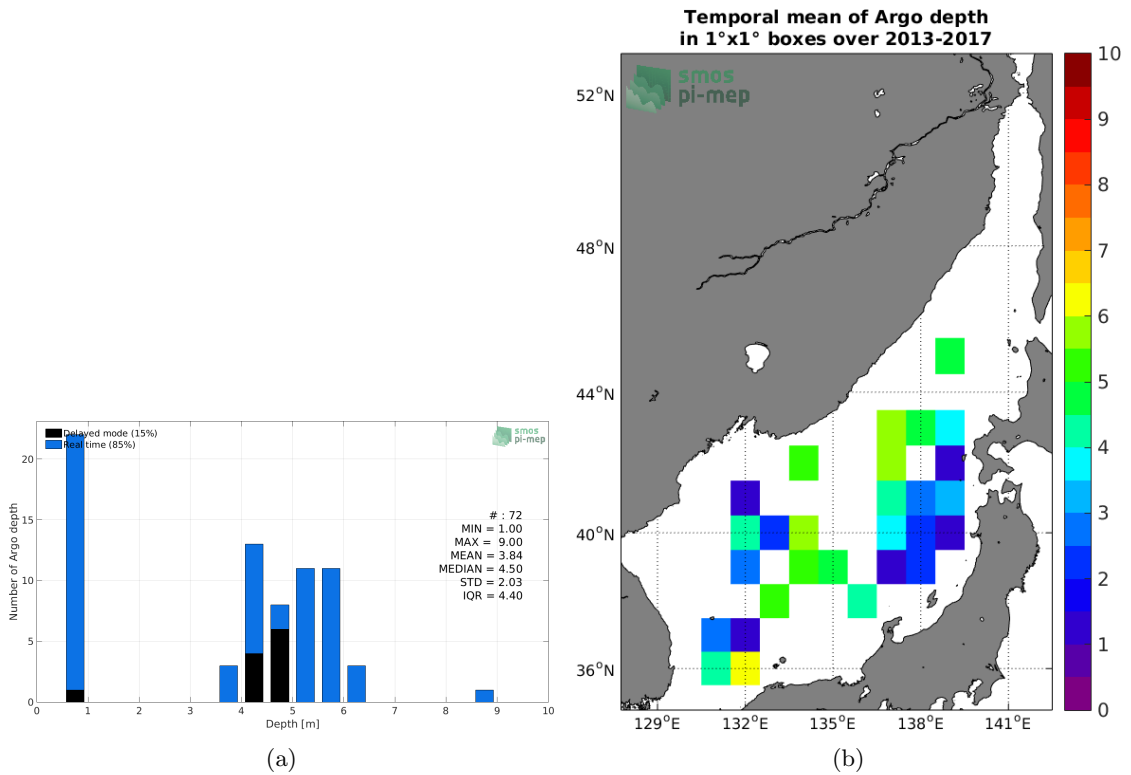 Temporal mean of Argo depth
in 1°x1° boxes over 2013-2017
smos
pi-mep
52°N
48°N
44°N
40°N
36°N
129°E
132°E
135°E
138°E
141°E
10
9
8
7
6
5
4
3
2
1
0
Delayed mode (15%)
Real time (85%)
smos
pi-mep
# : 72
MIN = 1.00
MAX = 9.00
MEAN = 3.84
MEDIAN = 4.50
STD = 2.03
IQR = 4.40
Number of Argo depth
20
15
10
5
0
0 1 2 3 4 5 6 7 8 9 10
Depth [m]
(a)
(b)